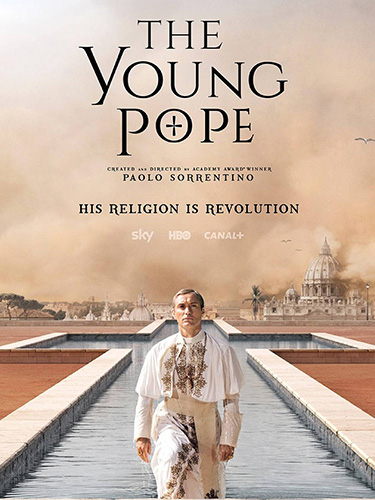 THE
YOUNG
POPE
CREATED AND DIRECTED BY ACADEMY AWARD® WINNER
PAOLO SORRENTINO
HIS RELIGION IS REVOLUTION
sky HBO CANAL+